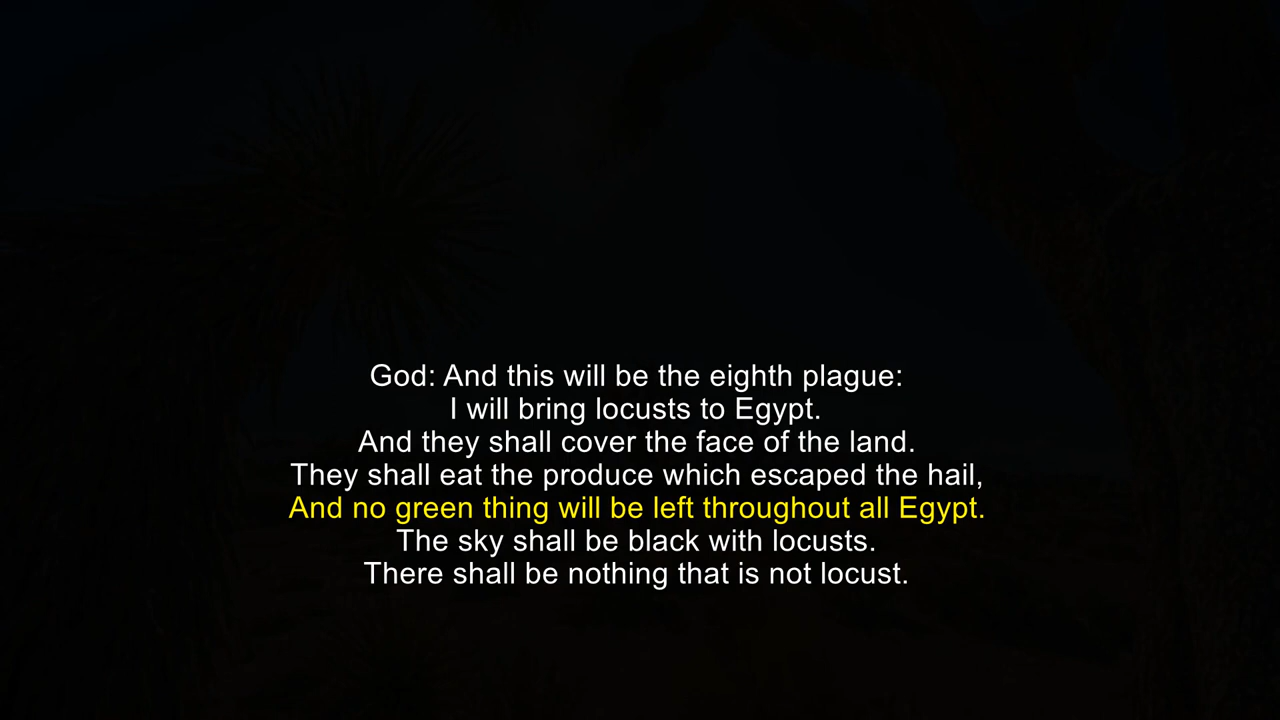 God: And this will be the eighth plague:
I will bring locusts to Egypt.
And they shall cover the face of the land.
They shall eat the produce which escaped the hail,
And no green thing will be left throughout all Egypt.
The sky shall be black with locusts.
There shall be nothing that is not locust.